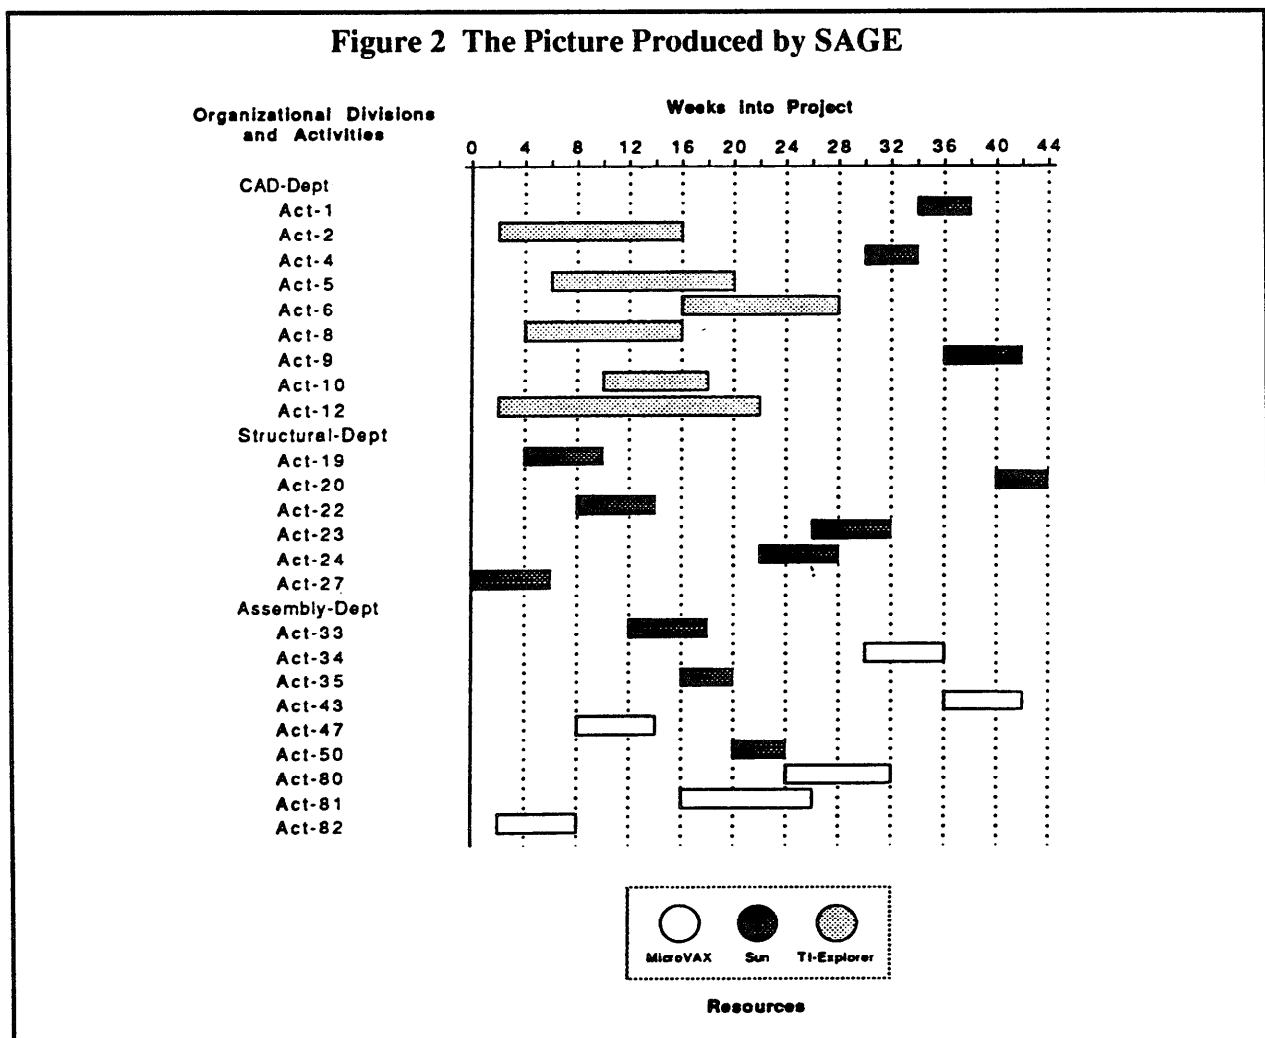 Figure 2 The Picture Produced by SAGE
Organizational Divisions
and Activities
Weeks into Project
0 4 8 12 16 20 24 28 32 36 40 44
CAD-Dept
Act-1
Act-2
Act-4
Act-5
Act-6
Act-8
Act-9
Act-10
Act-12
Structural-Dept
Act-19
Act-20
Act-22
Act-23
Act-24
Act-27
Assembly-Dept
Act-33
Act-34
Act-35
Act-43
Act-47
Act-50
Act-80
Act-81
Act-82
MicroVAX Sun TI-Explorer
Resources